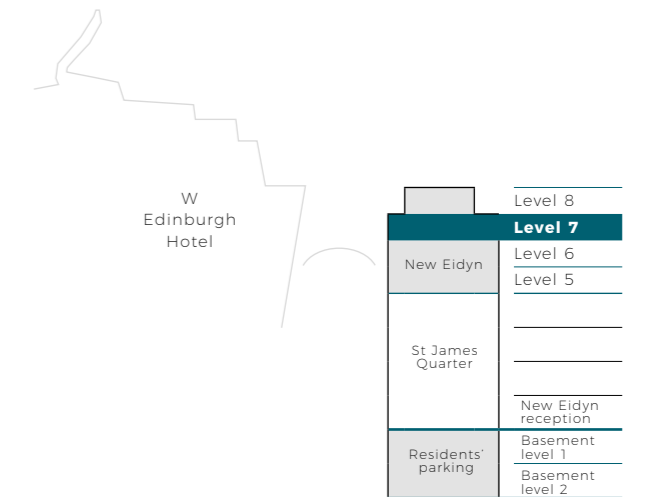 W
Edinburgh
Hotel
Level 8
Level 7
New Eidyn
Level 6
Level 5
St James
Quarter
New Eidyn
reception
Residents'
parking
Basement
level 1
Basement
level 2